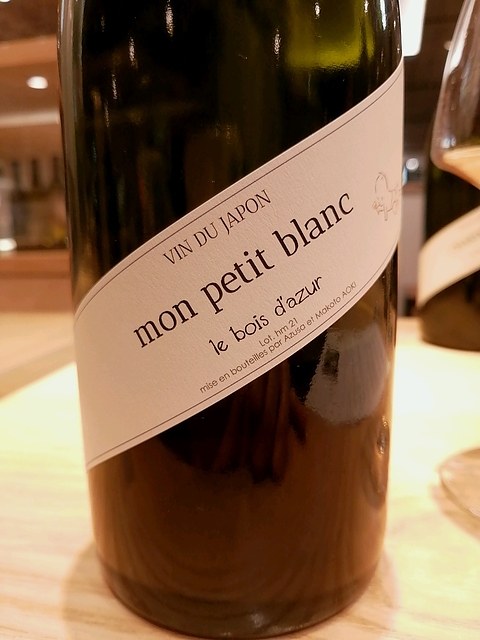 VIN DU JAPON
mon petit blanc
le bois d'azur
Lot. hm 21
mise en bouteilles par Azusa et Makoto AOKI